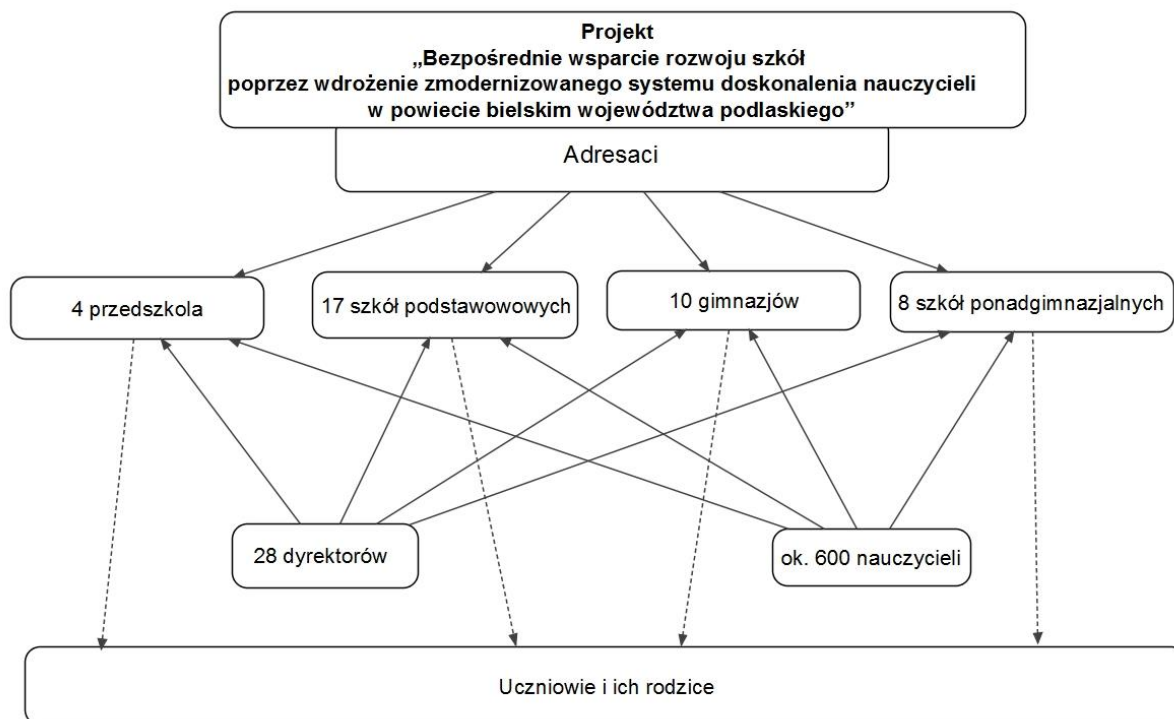 Projekt
„Bezpośrednie wsparcie rozwoju szkół
poprzez wdrożenie zmodernizowanego systemu doskonalenia nauczycieli
w powiecie bielskim województwa podlaskiego”
Adresaci
4 przedszkola
17 szkół podstawowowych
10 gimnazjów
8 szkół ponadgimnazjalnych
28 dyrektorów
ok. 600 nauczycieli
Uczniowie i ich rodzice